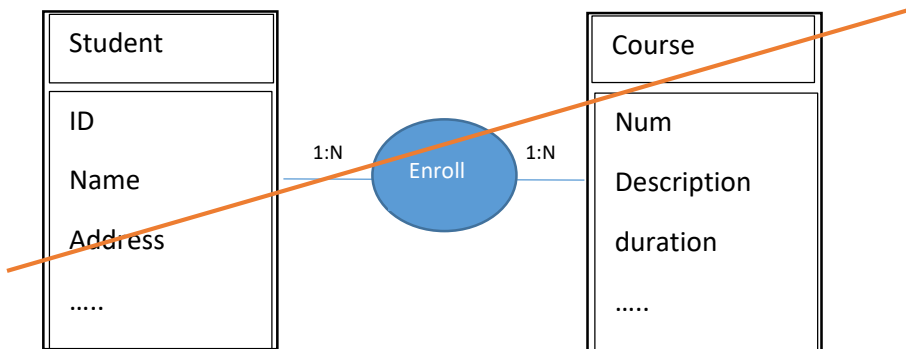 Student
ID
Name
Address
…..
1:N
Enroll
1:N
Course
Num
Description
duration
…..